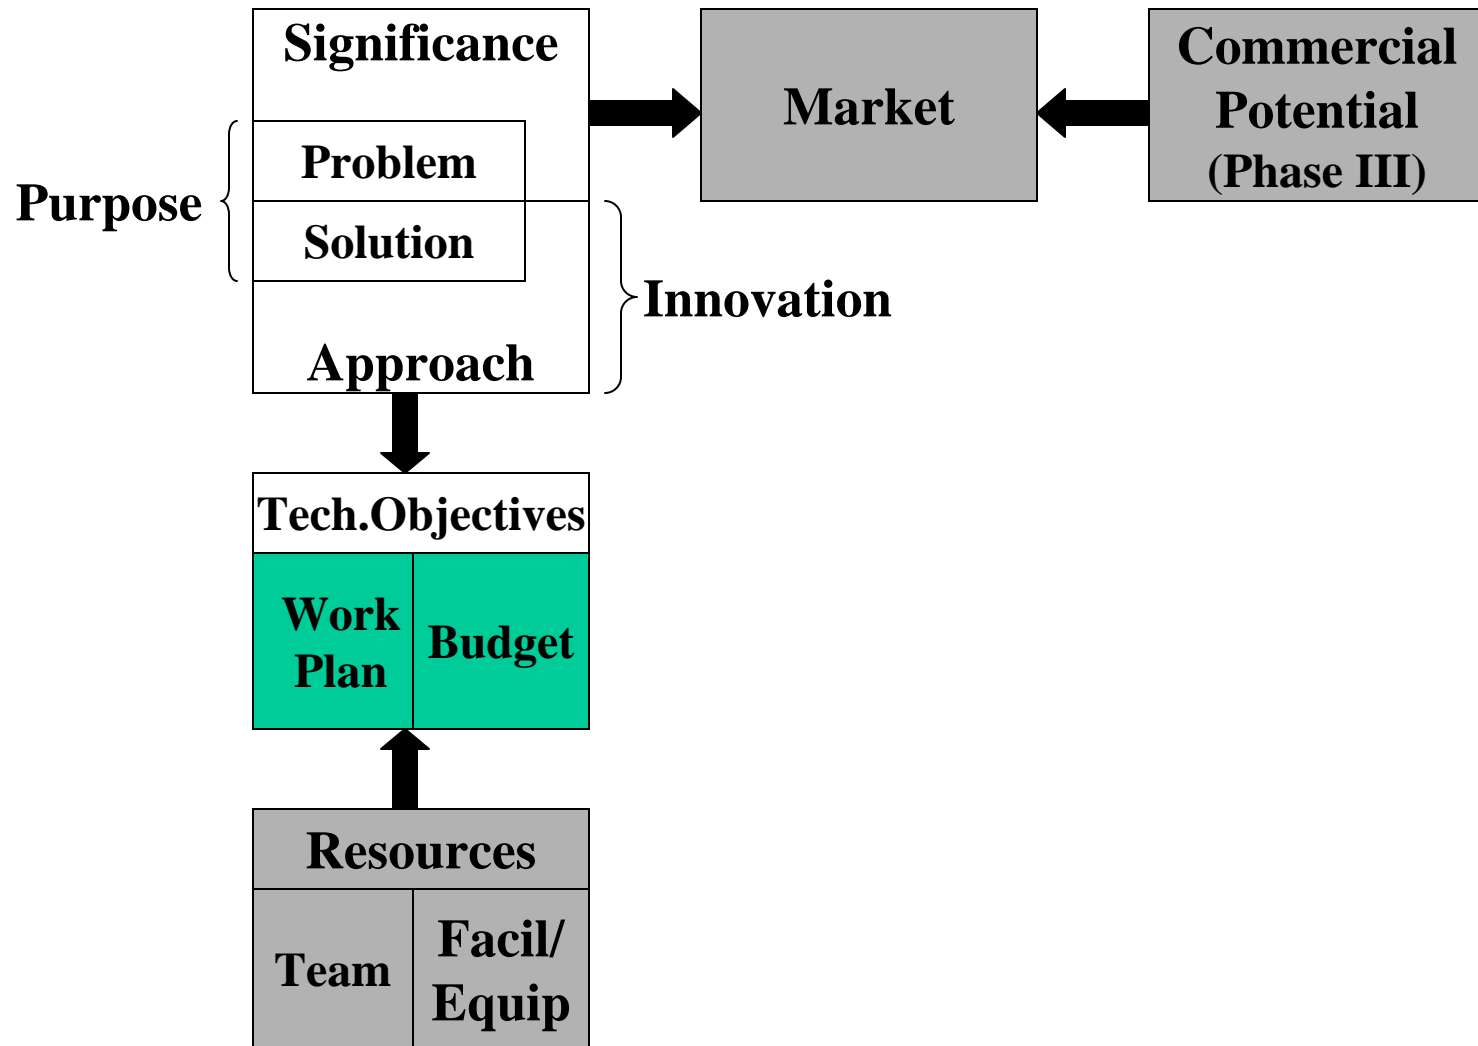 Significance
Market
Commercial
Potential
(Phase III)
Purpose
Problem
Solution
Innovation
Approach
Tech.Objectives
Work
Plan
Budget
Resources
Team
Facil/
Equip